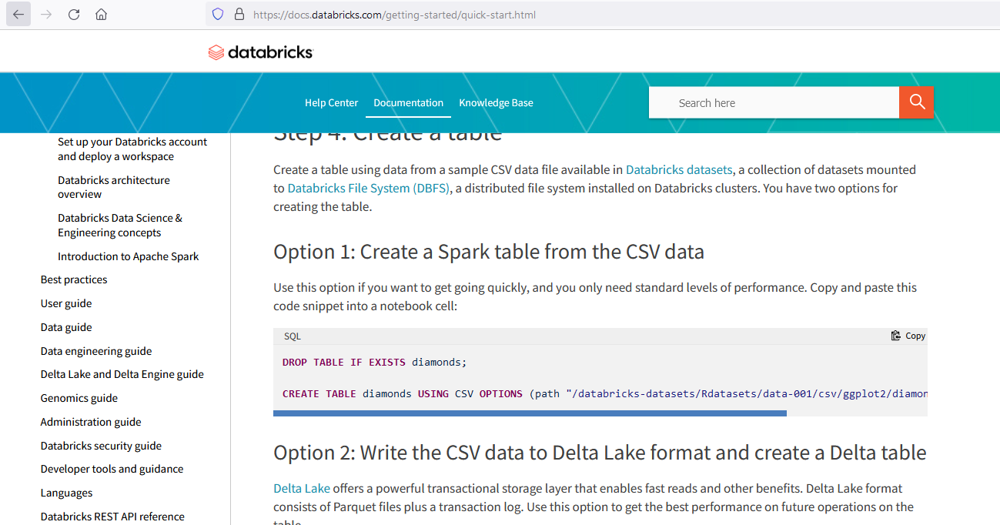 https://docs.databricks.com/getting-started/quick-start.html
databricks
Help Center
Documentation
Knowledge Base
Search here
Set up your Databricks account
and deploy a workspace
Databricks architecture
overview
Databricks Data Science &
Engineering concepts
Introduction to Apache Spark
Best practices
User guide
Data guide
Data engineering guide
Delta Lake and Delta Engine guide
Genomics guide
Administration guide
Databricks security guide
Developer tools and guidance
Languages
Databricks REST API reference
Step 4: Create a table
Create a table using data from a sample CSV data file available in Databricks datasets, a collection of datasets mounted
to Databricks File System (DBFS), a distributed file system installed on Databricks clusters. You have two options for
creating the table.
Option 1: Create a Spark table from the CSV data
Use this option if you want to get going quickly, and you only need standard levels of performance. Copy and paste this
code snippet into a notebook cell:
SQL
Copy
DROP TABLE IF EXISTS diamonds;
CREATE TABLE diamonds USING CSV OPTIONS (path "/databricks-datasets/Rdatasets/data-001/csv/ggplot2/diamon
Option 2: Write the CSV data to Delta Lake format and create a Delta table
Delta Lake offers a powerful transactional storage layer that enables fast reads and other benefits. Delta Lake format
consists of Parquet files plus a transaction log. Use this option to get the best performance on future operations on the
table.